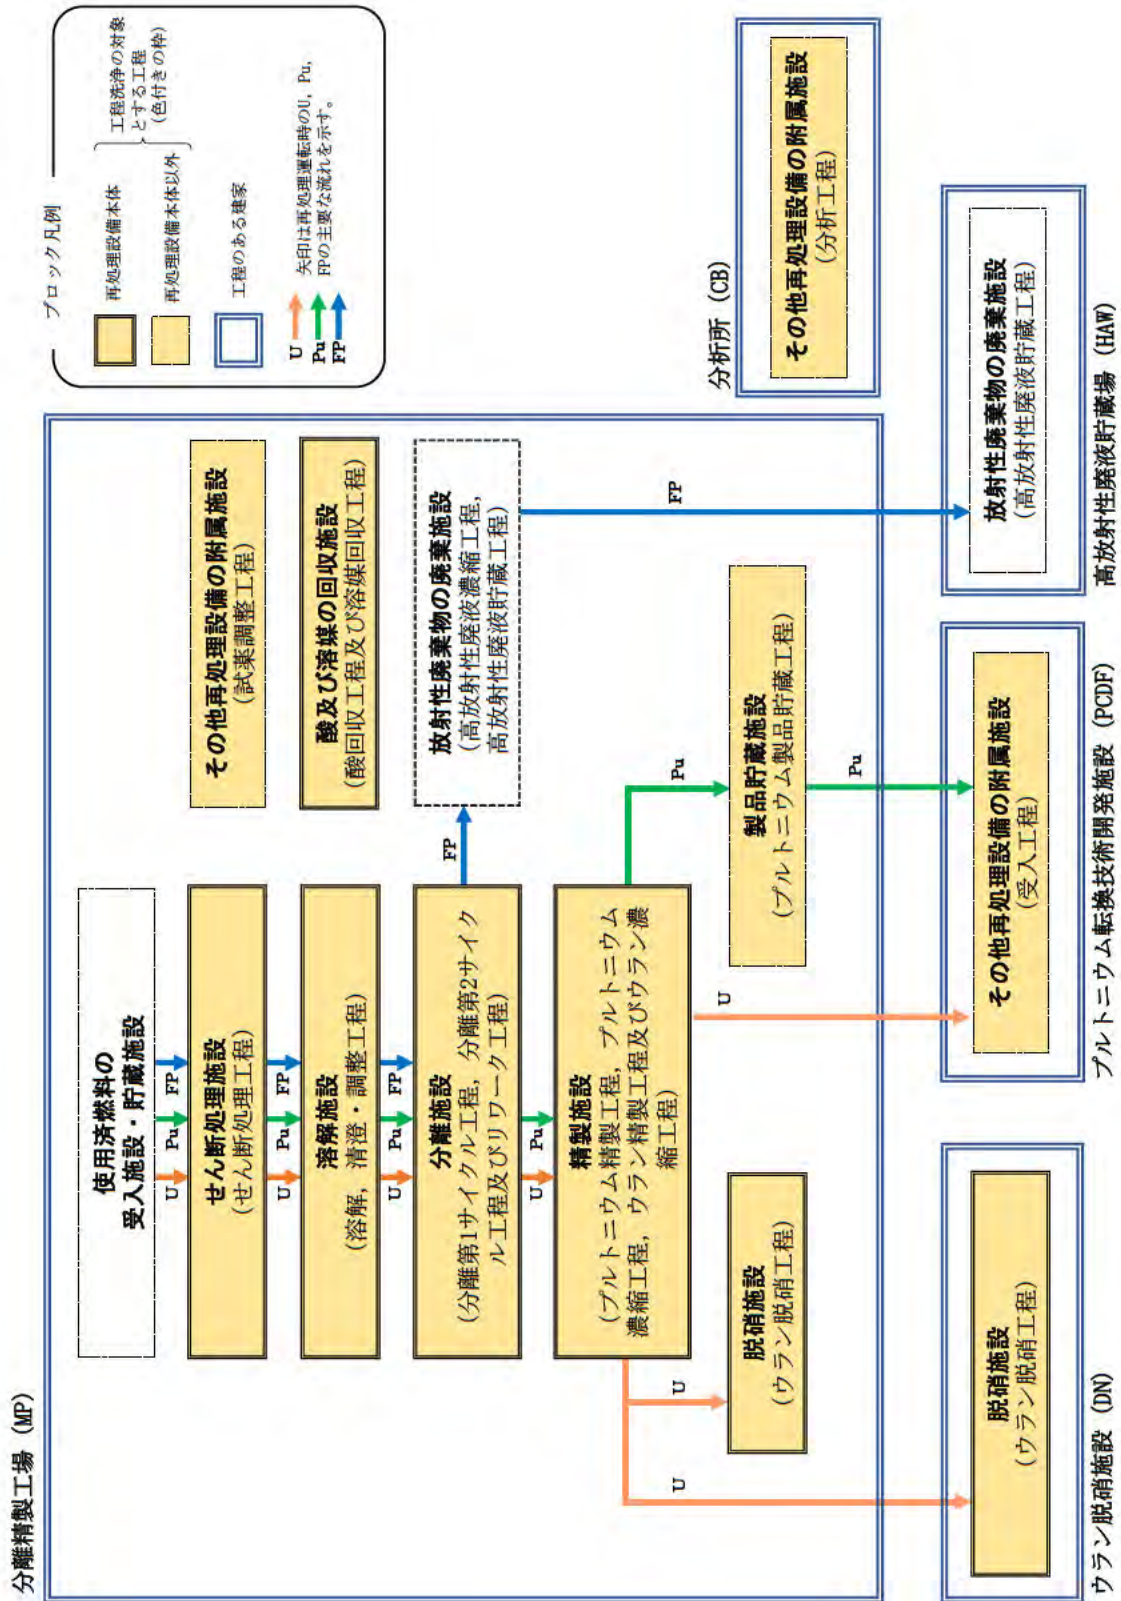 分離精製工場 (MP)
使用済燃料の
受入施設・貯蔵施設
U
Pu
FP
せん断処理施設
(せん断処理工程)
U
Pu
FP
溶解施設
(溶解, 清澄・調整工程)
U
Pu
FP
分離施設
(分離第1サイクル工程, 分離第2サイク
ル工程及びリワーク工程)
FP
U
Pu
精製施設
(プルトニウム精製工程, プルトニウム
濃縮工程, ウラン精製工程及びウラン濃
縮工程)
U
U
U
Pu
脱硝施設
(ウラン脱硝工程)
製品貯蔵施設
(プルトニウム製品貯蔵工程)
Pu
その他再処理設備の附属施設
(試薬調整工程)
酸及び溶媒の回収施設
(酸回収工程及び溶媒回収工程)
放射性廃棄物の廃棄施設
(高放射性廃液濃縮工程,
高放射性廃液貯蔵工程)
FP
ブロック凡例
再処理設備本体
再処理設備本体以外
工程洗浄の対象
とする工程
(色付きの枠)
工程のある建家
U
Pu
FP
矢印は再処理運転時のU, Pu,
FPの主要な流れを示す。
分析所 (CB)
その他再処理設備の附属施設
(分析工程)
脱硝施設
(ウラン脱硝工程)
ウラン脱硝施設 (DN)
その他再処理設備の附属施設
(受入工程)
プルトニウム転換技術開発施設 (PCDF)
放射性廃棄物の廃棄施設
(高放射性廃液貯蔵工程)
高放射性廃液貯蔵場 (HAW)